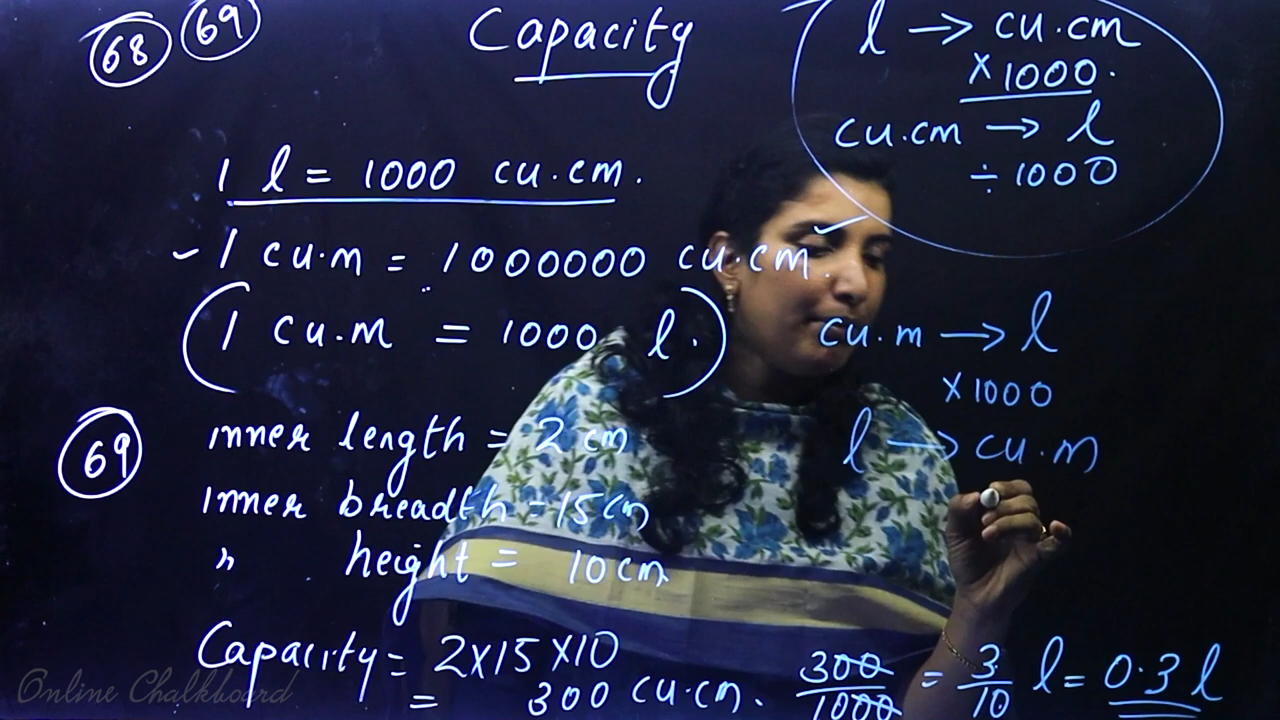 68 69
Capacity
l → cu.cm
×1000.
cu.cm → l
÷1000
1 l = 1000 cu.cm.
- 1 cu.m = 1000000 cu.cm.
(1 cu.m = 1000 l.)
cu.m → l
×1000
l → cu.m
69
inner length = 2 cm
inner breadth = 15 cm
" height = 10 cm
Capacity = 2×15×10
= 300 cu.cm. 300/1000 = 3/10 l = 0.3 l
Online Chalkboard